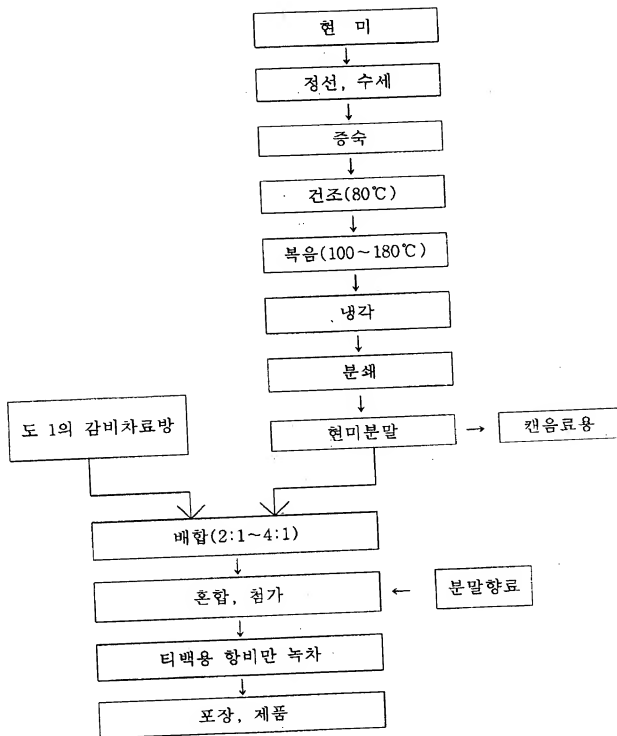 현 미
정선, 수세
증숙
건조(80℃)
복음(100~180℃)
냉각
분쇄
도 1의 감비차료방
현미분말
캔음료용
배합(2:1~4:1)
혼합, 첨가
분말향료
티백용 항비만 녹차
포장, 제품